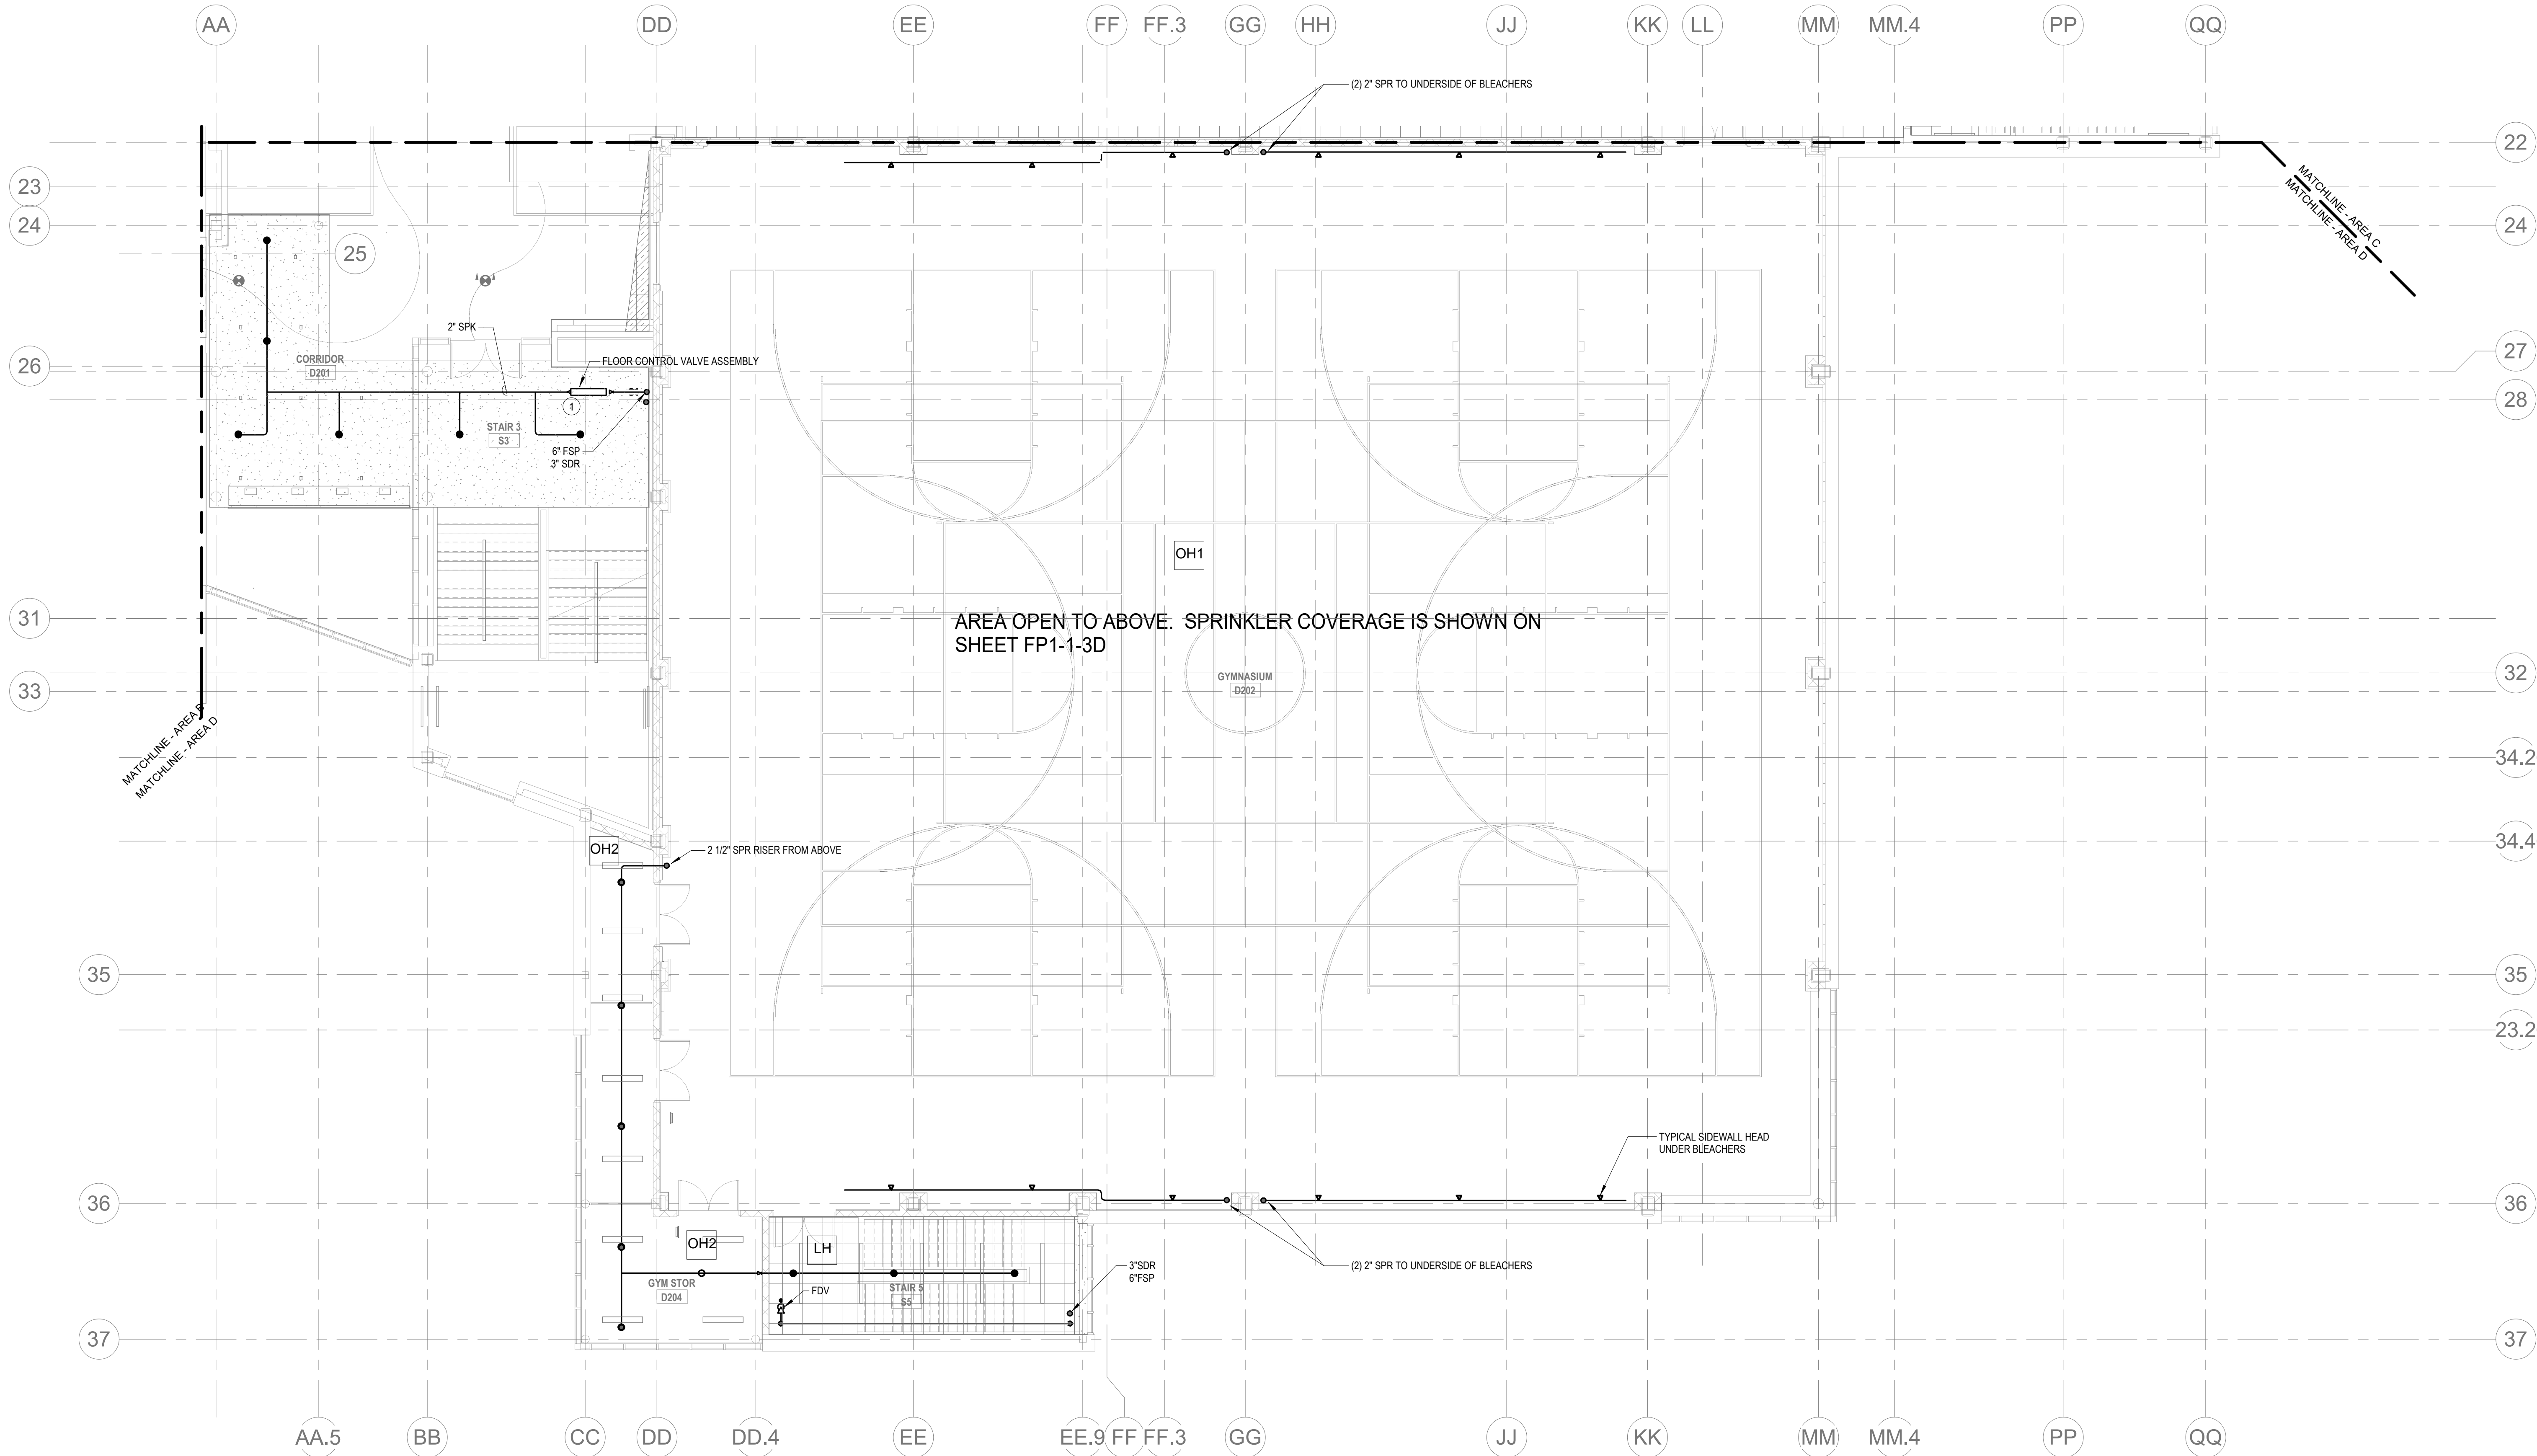 AA
DD
EE
FF
FF.3
GG
HH
JJ
KK
LL
MM
MM.4
PP
QQ
(2) 2" SPR TO UNDERSIDE OF BLEACHERS
22
23
24
24
25
MATCHLINE - AREA C
MATCHLINE - AREA D
2" SPK
FLOOR CONTROL VALVE ASSEMBLY
26
CORRIDOR
D201
27
1
28
STAIR 3
S3
6" FSP
3" SDR
OH1
31
AREA OPEN TO ABOVE. SPRINKLER COVERAGE IS SHOWN ON
SHEET FP1-1-3D
GYMNASIUM
D202
32
33
MATCHLINE - AREA B
MATCHLINE - AREA D
34.2
OH2
2 1/2" SPR RISER FROM ABOVE
34.4
35
35
23.2
TYPICAL SIDEWALL HEAD
UNDER BLEACHERS
36
36
OH2
LH
(2) 2" SPR TO UNDERSIDE OF BLEACHERS
3"SDR
6"FSP
GYM STOR
D204
FDV
STAIR 5
S5
37
37
AA.5
BB
CC
DD
DD.4
EE
EE.9
FF
FF.3
GG
JJ
KK
MM
MM.4
PP
QQ